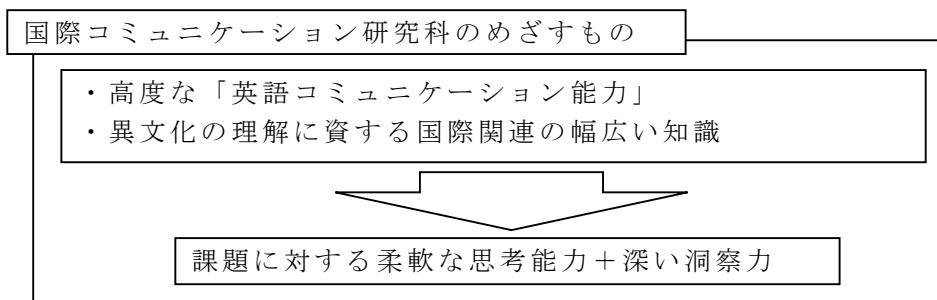 国際コミュニケーション研究科のめざすもの
・高度な「英語コミュニケーション能力」
・異文化の理解に資する国際関連の幅広い知識
課題に対する柔軟な思考能力＋深い洞察力